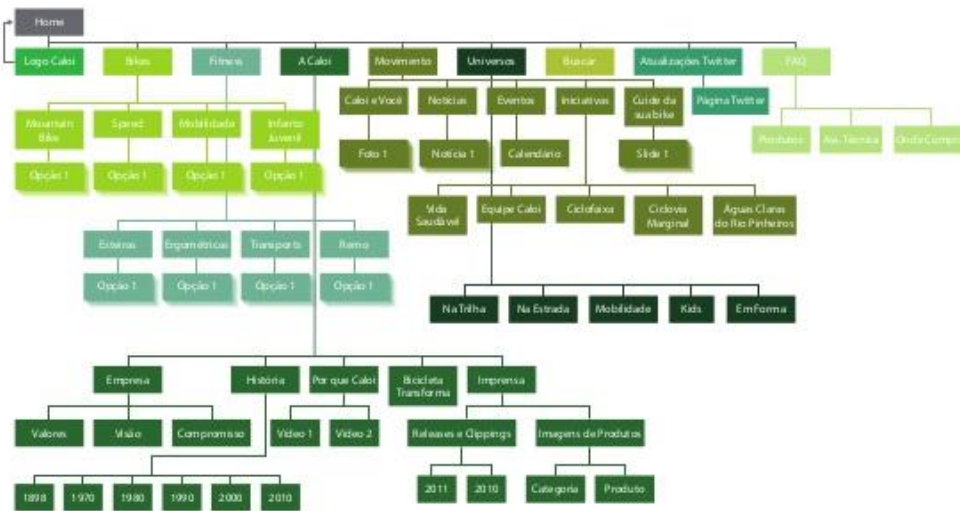 Home
Logo Caloi
Bikes
Fitness
A Caloi
Movimento
Universos
Buscar
Atualizações Twitter
FAQ
Caloi e Você
Notícias
Eventos
Iniciativas
Guide da
sua bike
Página Twitter
Mountain
Bike
Speed
Mobilidade
Infanto
Juvenil
Produtos
Ass. Técnica
Onde Compr
Foto 1
Notícia 1
Calendário
Slide 1
Opção 1
Opção 1
Opção 1
Opção 1
Vida
Saudável
Equipe Caloi
Ciclofaixa
Ciclovia
Marginal
Águas Claras
do Rio Pinheiros
Esteiras
Ergométricas
Transports
Remo
Opção 1
Opção 1
Opção 1
Opção 1
Na Trilha
Na Estrada
Mobilidade
Kids
Em Forma
Empresa
História
Por que Caloi
Bicicleta
Transforma
Imprensa
Valores
Visão
Compromisso
Vídeo 1
Vídeo 2
Releases e Clippings
Imagens de Produtos
1898
1970
1980
1990
2000
2010
2011
2010
Categoria
Produto